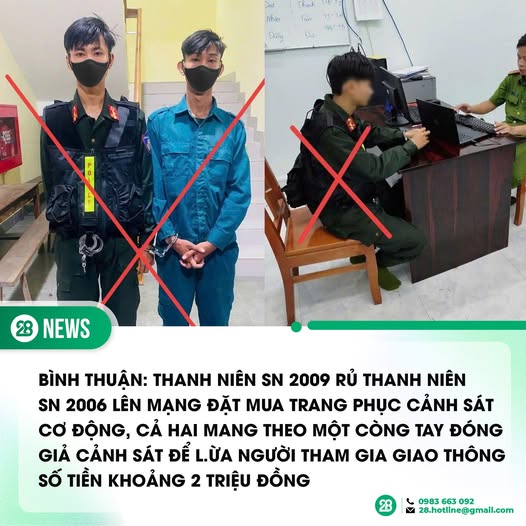 28 NEWS
BÌNH THUẬN: THANH NIÊN SN 2009 RỦ THANH NIÊN
SN 2006 LÊN MẠNG ĐẶT MUA TRANG PHỤC CẢNH SÁT
CƠ ĐỘNG, CẢ HAI MANG THEO MỘT CÒNG TAY ĐÓNG
GIẢ CẢNH SÁT ĐỂ L.ỪA NGƯỜI THAM GIA GIAO THÔNG
SỐ TIỀN KHOẢNG 2 TRIỆU ĐỒNG
28
0983 663 092
28.hotline@gmail.com